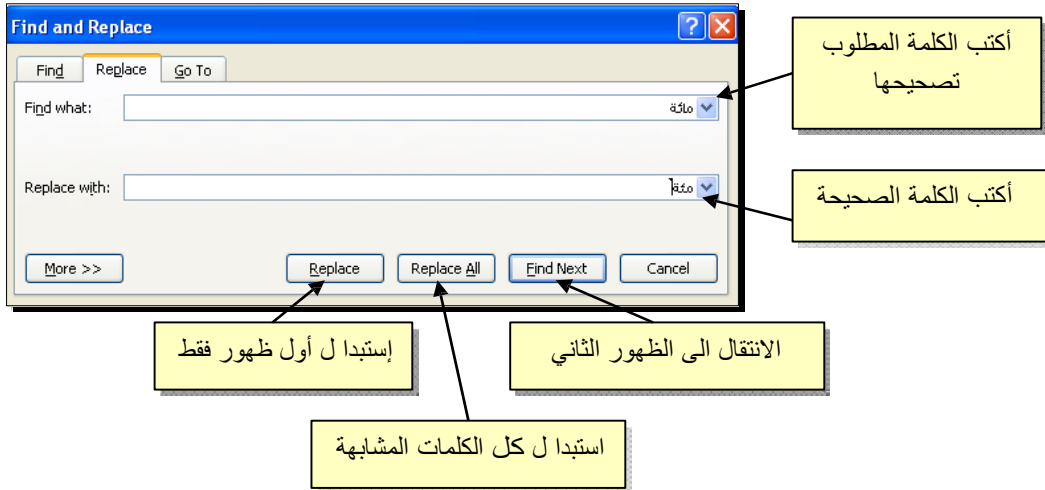 Find and Replace
أكتب الكلمة المطلوب
تصحيحها
Find Replace Go To
Find what: مائة
Replace with: مئة
أكتب الكلمة الصحيحة
More >> Replace Replace All Find Next Cancel
إستبدا ل أول ظهور فقط
الانتقال الى الظهور الثاني
استبدا ل كل الكلمات المشابهة